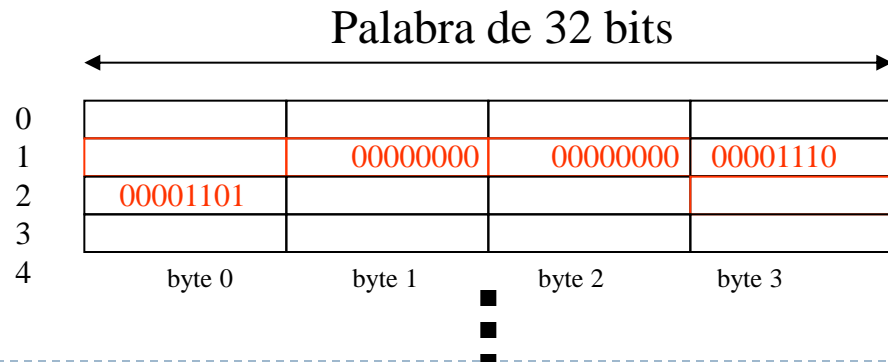 Palabra de 32 bits
0
1 00000000 00000000 00001110
2 00001101
3
4 byte 0 byte 1 byte 2 byte 3